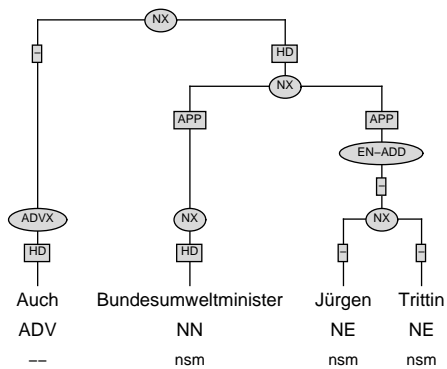 NX
– HD
NX
APP APP
EN–ADD
–
ADVX NX NX
HD HD – –
Auch Bundesumweltminister Jürgen Trittin
ADV NN NE NE
–– nsm nsm nsm